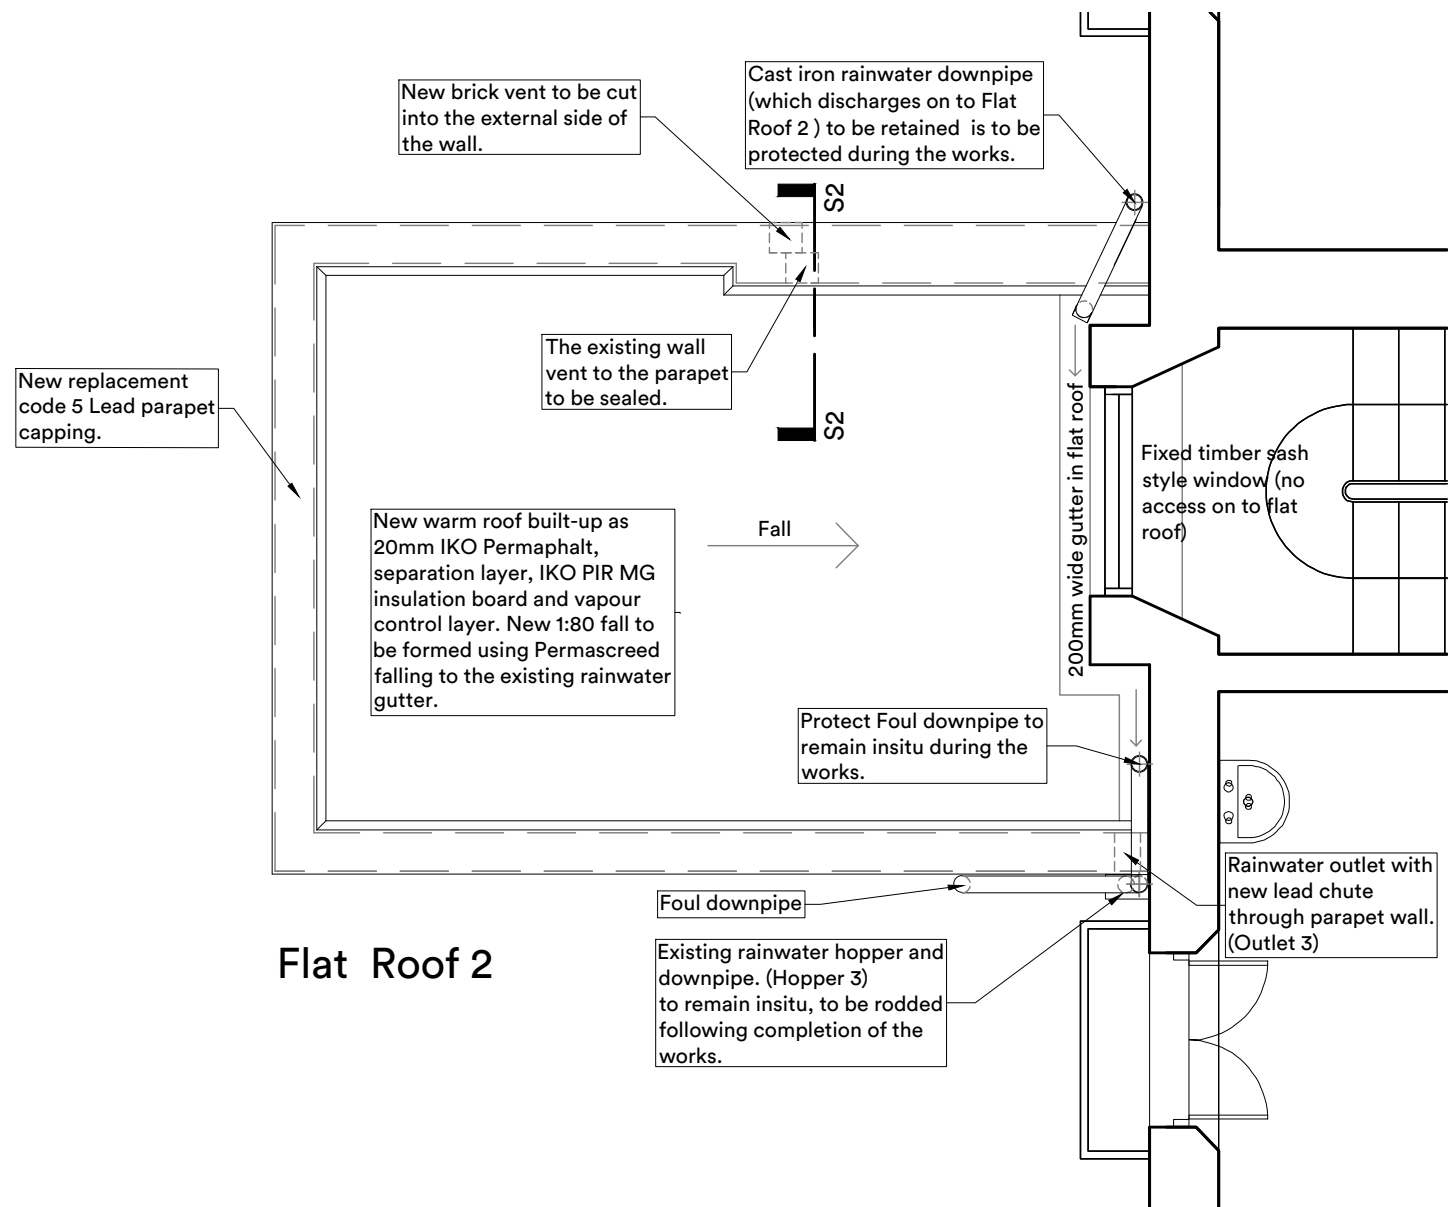 Cast iron rainwater downpipe
(which discharges on to Flat
Roof 2 ) to be retained is to be
protected during the works.
New brick vent to be cut
into the external side of
the wall.
S2
The existing wall
vent to the parapet
to be sealed.
S2
New replacement
code 5 Lead parapet
capping.
200mm wide gutter in flat roof
Fixed timber sash
style window (no
access on to flat
roof)
New warm roof built-up as
20mm IKO Permaphalt,
separation layer, IKO PIR MG
insulation board and vapour
control layer. New 1:80 fall to
be formed using Permascreed
falling to the existing rainwater
gutter.
Fall
Protect Foul downpipe to
remain insitu during the
works.
Rainwater outlet with
new lead chute
through parapet wall.
(Outlet 3)
Foul downpipe
Existing rainwater hopper and
downpipe. (Hopper 3)
to remain insitu, to be rodded
following completion of the
works.
Flat Roof 2